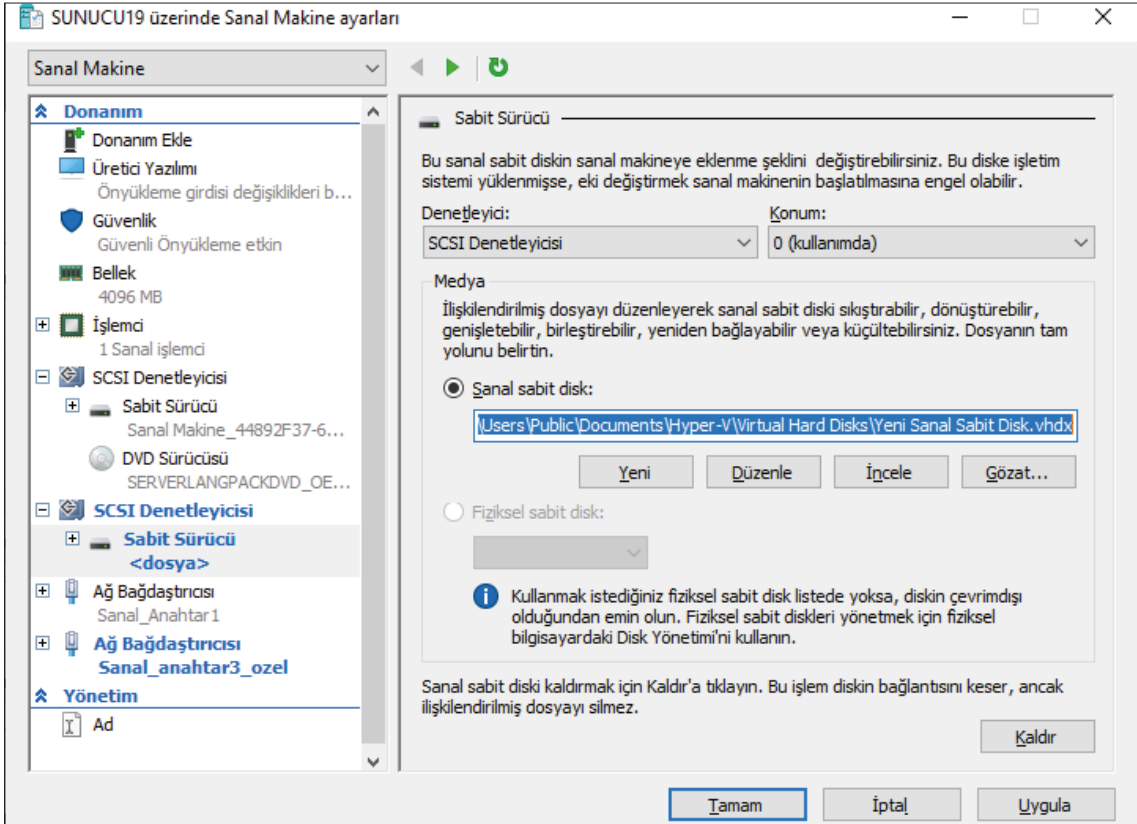 SUNUCU19 üzerinde Sanal Makine ayarları
Sanal Makine
Donanım
Donanım Ekle
Üretici Yazılımı
Önyükleme girdisi değişiklikleri b...
Güvenlik
Güvenli Önyükleme etkin
Bellek
4096 MB
İşlemci
1 Sanal işlemci
SCSI Denetleyicisi
Sabit Sürücü
Sanal Makine_44892F37-6...
DVD Sürücüsü
SERVERLANGPACKDVD_OE...
SCSI Denetleyicisi
Sabit Sürücü
<dosya>
Ağ Bağdaştırıcısı
Sanal_Anahtar1
Ağ Bağdaştırıcısı
Sanal_anahtar3_ozel
Yönetim
Ad
Sabit Sürücü
Bu sanal sabit diskin sanal makineye eklenme şeklini değiştirebilirsiniz. Bu diske işletim
sistemi yüklenmişse, eki değiştirmek sanal makinenin başlatılmasına engel olabilir.
Denetleyici:
Konum:
SCSI Denetleyicisi
0 (kullanımda)
Medya
İlişkilendirilmiş dosyayı düzenleyerek sanal sabit diski sıkıştırabilir, dönüştürebilir,
genişletebilir, birleştirebilir, yeniden bağlayabilir veya küçültebilirsiniz. Dosyanın tam
yolunu belirtin.
Sanal sabit disk:
\Users\Public\Documents\Hyper-V\Virtual Hard Disks\Yeni Sanal Sabit Disk.vhdx
Yeni
Düzenle
İncele
Gözat...
Fiziksel sabit disk:
Kullanmak istediğiniz fiziksel sabit disk listede yoksa, diskin çevrimdışı
olduğundan emin olun. Fiziksel sabit diskleri yönetmek için fiziksel
bilgisayardaki Disk Yönetimi'ni kullanın.
Sanal sabit diski kaldırmak için Kaldır'a tıklayın. Bu işlem diskin bağlantısını keser, ancak
ilişkilendirilmiş dosyayı silmez.
Kaldır
Tamam
İptal
Uygula